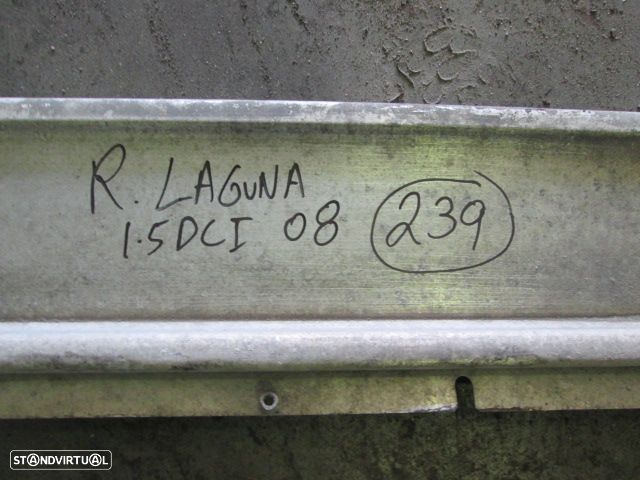 R. LAGUNA
1.5DCI 08 239
STANDVIRTUAL